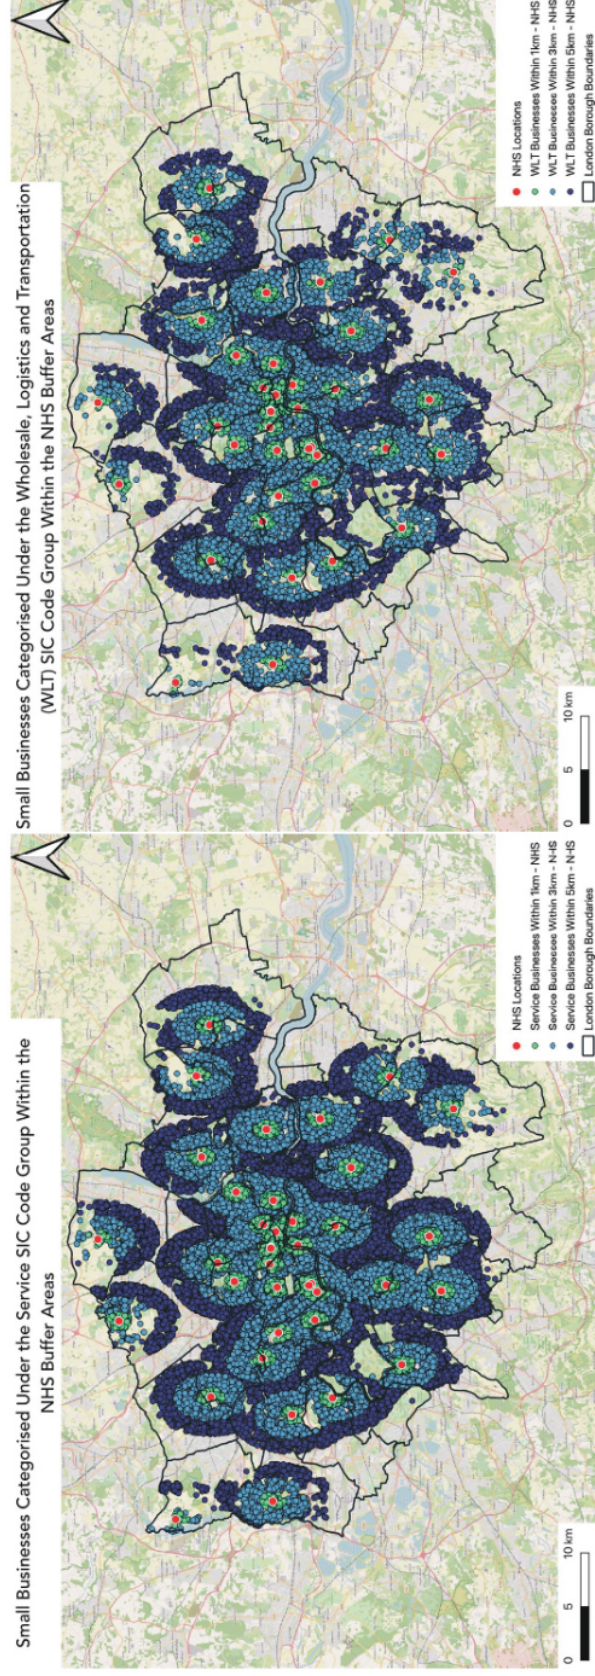 Small Businesses Categorised Under the Service SIC Code Group Within the
NHS Buffer Areas
NHS Locations
Service Businesses Within 1km - NHS
Service Businesses Within 3km - NHS
Service Businesses Within 5km - NHS
London Borough Boundaries
0 5 10 km
Small Businesses Categorised Under the Wholesale, Logistics and Transportation
(WLT) SIC Code Group Within the NHS Buffer Areas
NHS Locations
WLT Businesses Within 1km - NHS
WLT Businesses Within 3km - NHS
WLT Businesses Within 5km - NHS
London Borough Boundaries
0 5 10 km